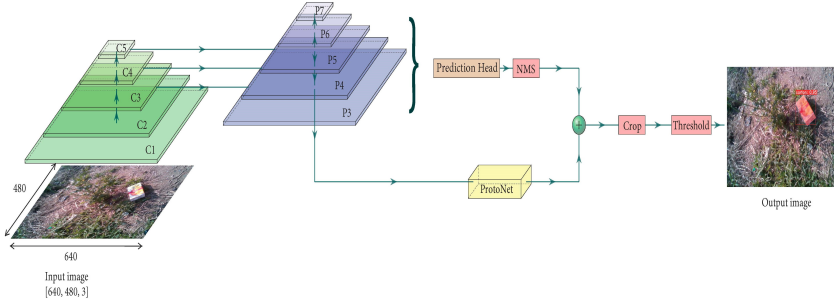 C5
C4
C3
C2
C1
480
640
Input image
[640, 480, 3]
P7
P6
P5
P4
P3
Prediction Head
NMS
ProtoNet
Crop
Threshold
Output image